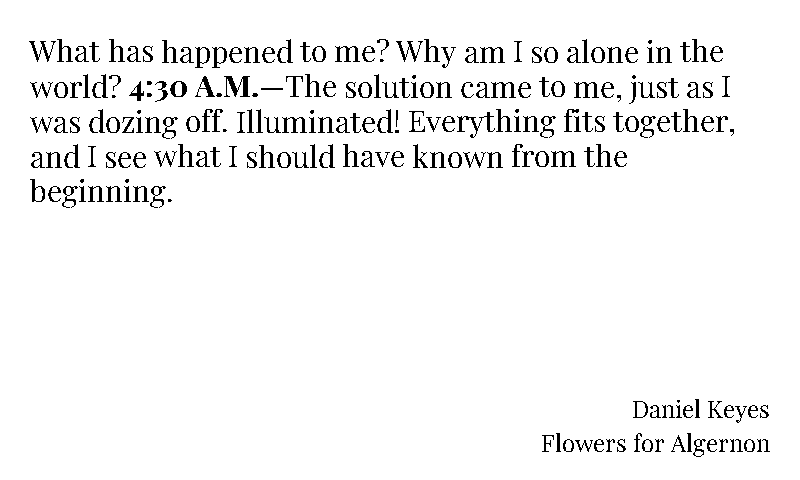 What has happened to me? Why am I so alone in the
world? 4:30 A.M.—The solution came to me, just as I
was dozing off. Illuminated! Everything fits together,
and I see what I should have known from the
beginning.
Daniel Keyes
Flowers for Algernon